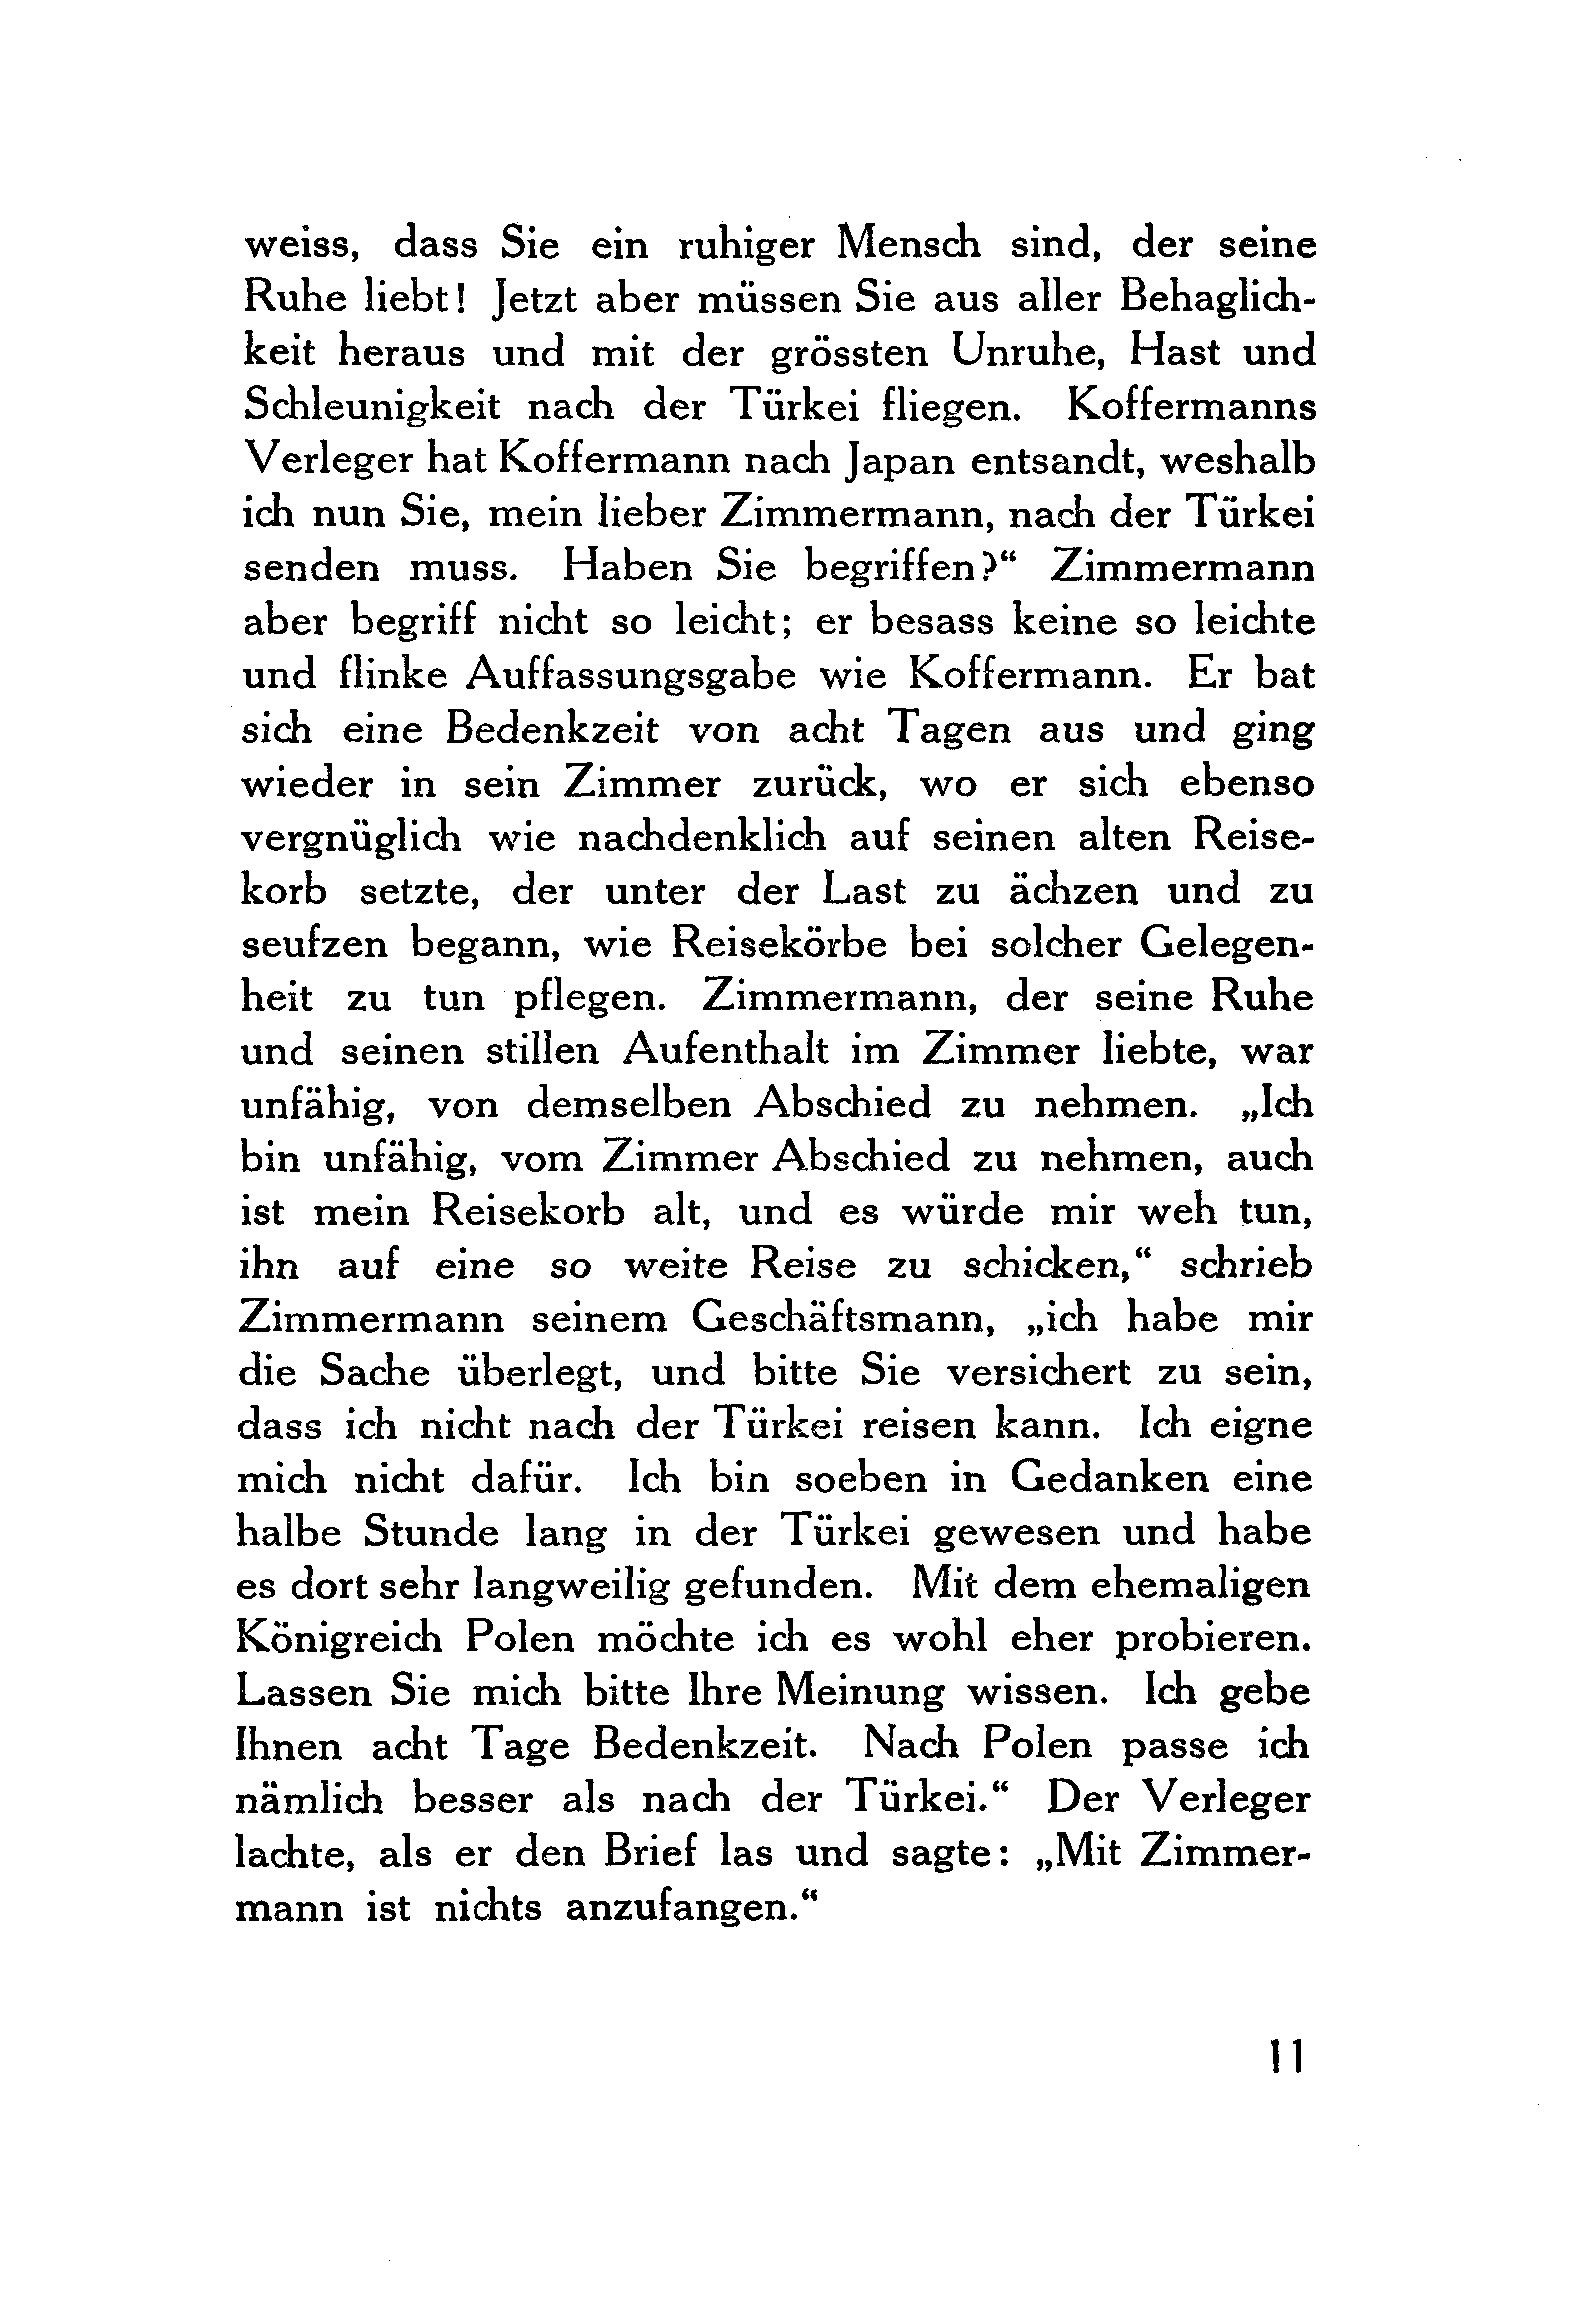 weiss, dass Sie ein ruhiger Mensch sind, der seine
Ruhe liebt! Jetzt aber müssen Sie aus aller Behaglich-
keit heraus und mit der grössten Unruhe, Hast und
Schleunigkeit nach der Türkei fliegen. Koffermanns
Verleger hat Koffermann nach Japan entsandt, weshalb
ich nun Sie, mein lieber Zimmermann, nach der Türkei
senden muss. Haben Sie begriffen?“ Zimmermann
aber begriff nicht so leicht; er besass keine so leichte
und flinke Auffassungsgabe wie Koffermann. Er bat
sich eine Bedenkzeit von acht Tagen aus und ging
wieder in sein Zimmer zurück, wo er sich ebenso
vergnüglich wie nachdenklich auf seinen alten Reise-
korb setzte, der unter der Last zu ächzen und zu
seufzen begann, wie Reisekörbe bei solcher Gelegen-
heit zu tun pflegen. Zimmermann, der seine Ruhe
und seinen stillen Aufenthalt im Zimmer liebte, war
unfähig, von demselben Abschied zu nehmen. „Ich
bin unfähig, vom Zimmer Abschied zu nehmen, auch
ist mein Reisekorb alt, und es würde mir weh tun,
ihn auf eine so weite Reise zu schicken,“ schrieb
Zimmermann seinem Geschäftsmann, „ich habe mir
die Sache überlegt, und bitte Sie versichert zu sein,
dass ich nicht nach der Türkei reisen kann. Ich eigne
mich nicht dafür. Ich bin soeben in Gedanken eine
halbe Stunde lang in der Türkei gewesen und habe
es dort sehr langweilig gefunden. Mit dem ehemaligen
Königreich Polen möchte ich es wohl eher probieren.
Lassen Sie mich bitte Ihre Meinung wissen. Ich gebe
Ihnen acht Tage Bedenkzeit. Nach Polen passe ich
nämlich besser als nach der Türkei.“ Der Verleger
lachte, als er den Brief las und sagte: „Mit Zimmer-
mann ist nichts anzufangen.“
11